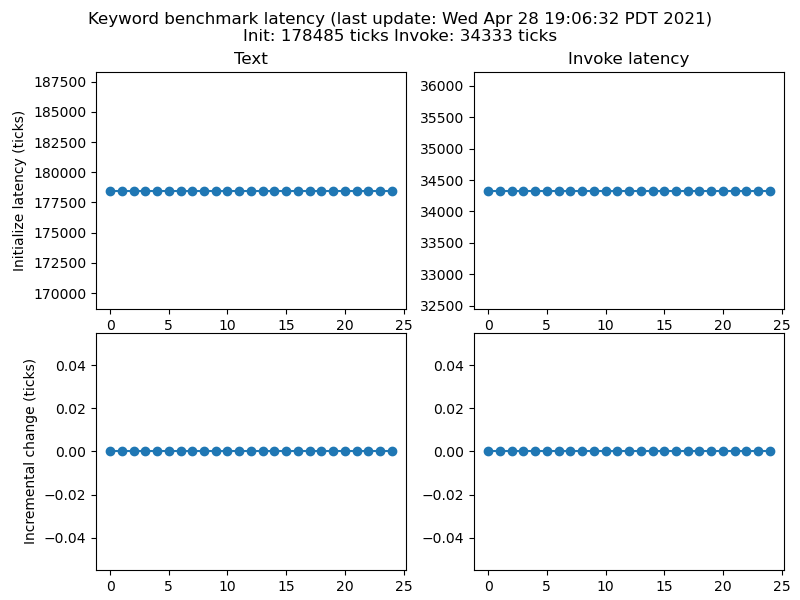 Keyword benchmark latency (last update: Wed Apr 28 19:06:32 PDT 2021)
Init: 178485 ticks Invoke: 34333 ticks
Text
Invoke latency
Initialize latency (ticks)
187500
185000
182500
180000
177500
175000
172500
170000
0 5 10 15 20 25
36000
35500
35000
34500
34000
33500
33000
32500
0 5 10 15 20 25
Incremental change (ticks)
0.04
0.02
0.00
−0.02
−0.04
0 5 10 15 20 25
0.04
0.02
0.00
−0.02
−0.04
0 5 10 15 20 25